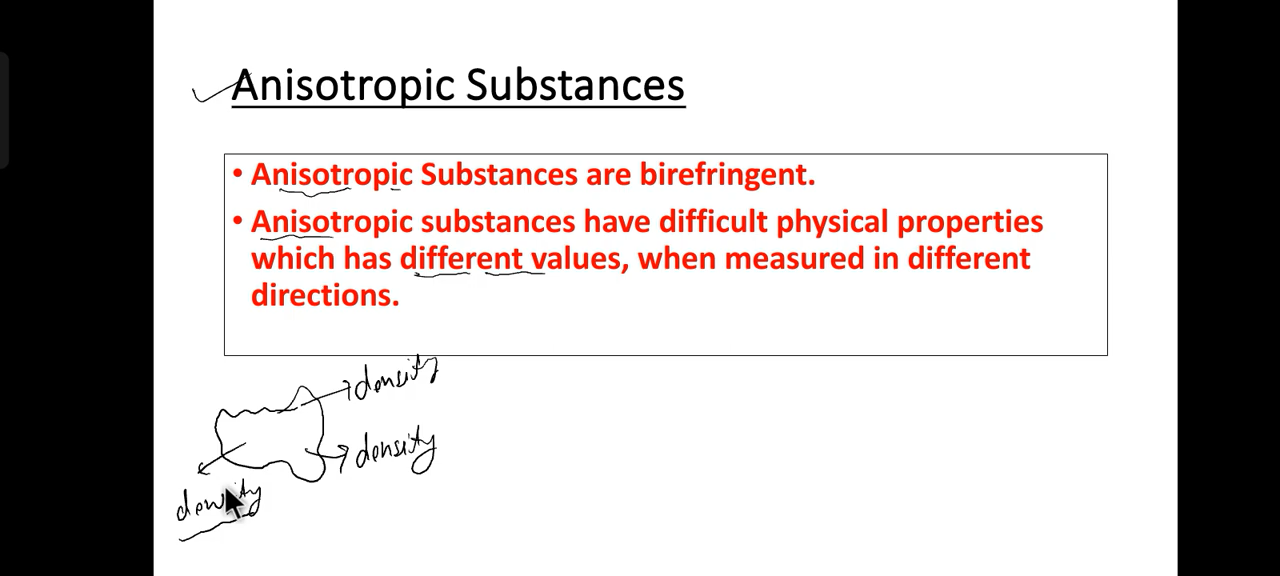 Anisotropic Substances
• Anisotropic Substances are birefringent.
• Anisotropic substances have difficult physical properties
which has different values, when measured in different
directions.
density
density
density